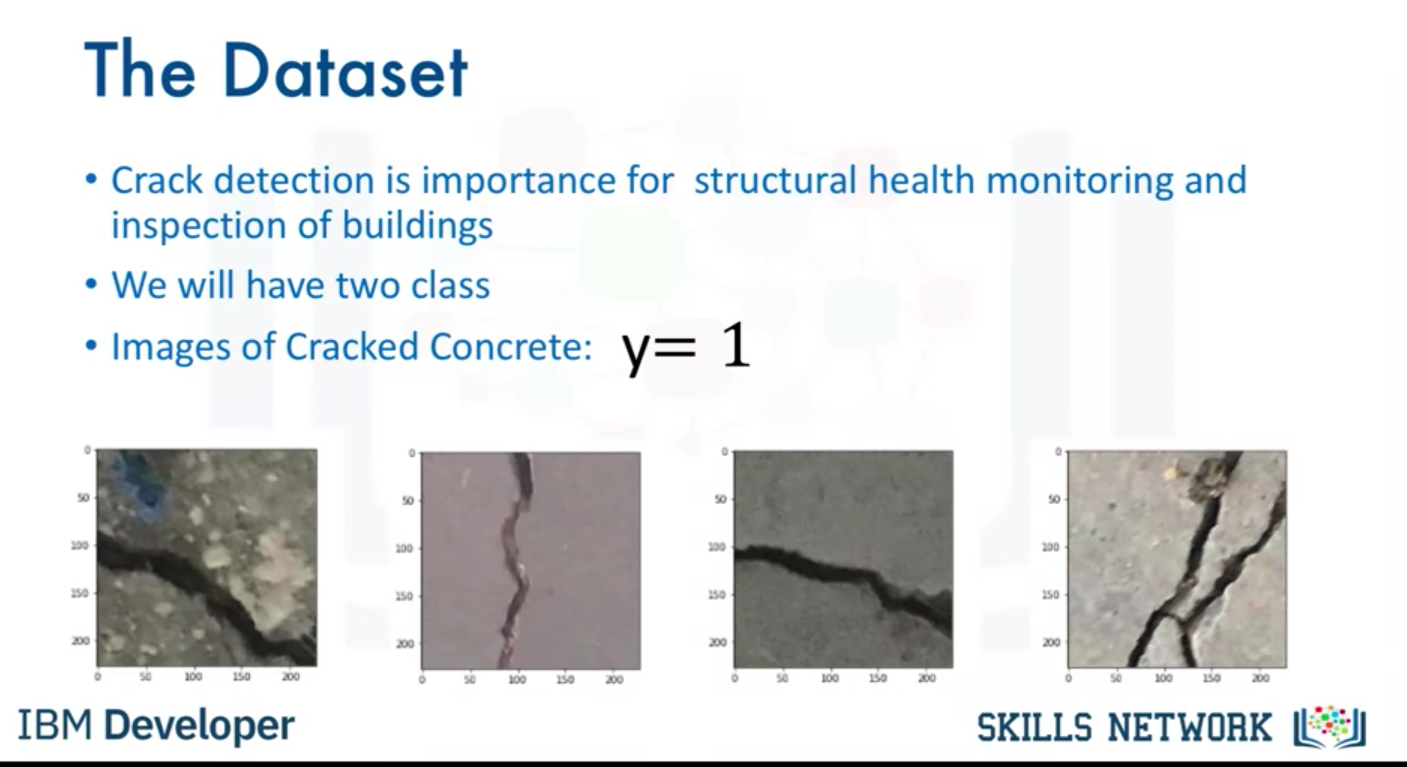 The Dataset
• Crack detection is importance for  structural health monitoring and
inspection of buildings
• We will have two class
• Images of Cracked Concrete: y= 1
0
50
100
150
200
0 50 100 150 200
0
50
100
150
200
0 50 100 150 200
0
50
100
150
200
0 50 100 150 200
0
50
100
150
200
0 50 100 150 200
IBM Developer
SKILLS NETWORK